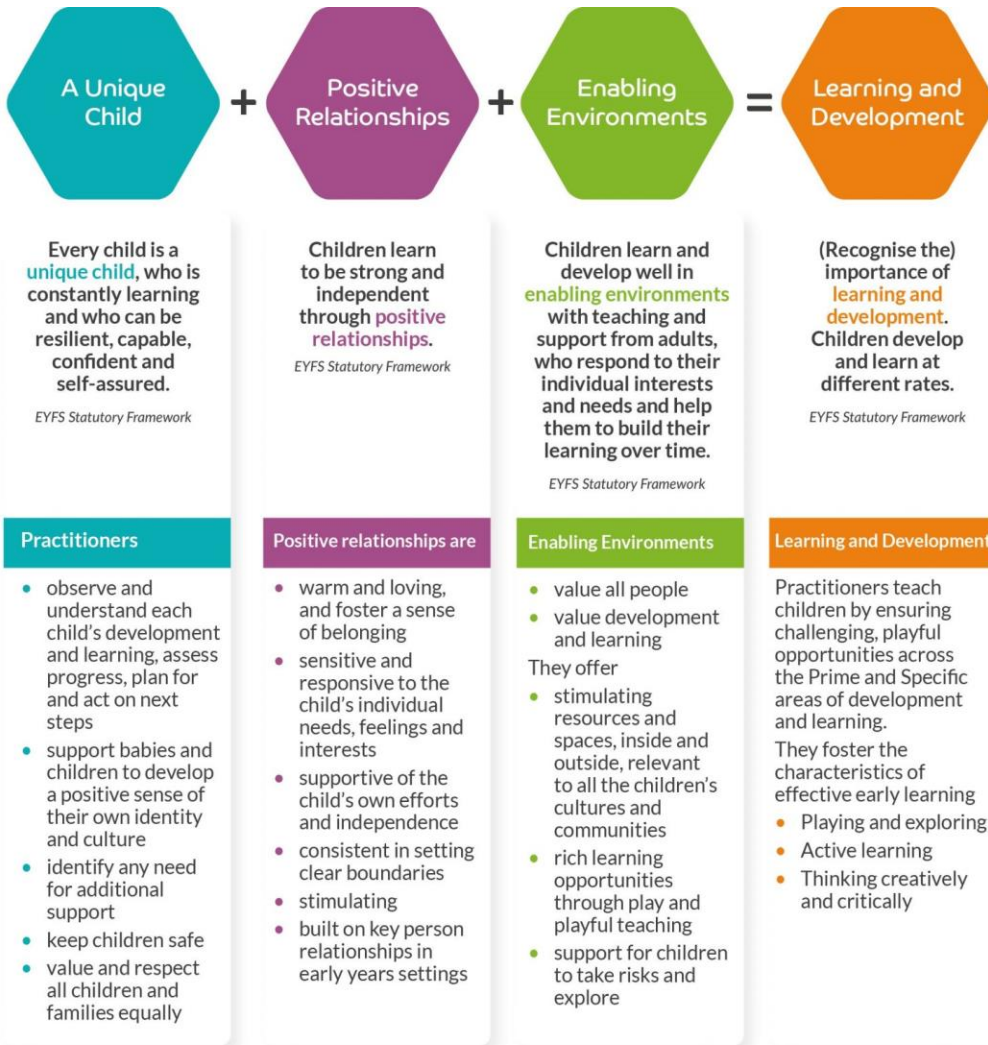 A Unique
Child
+
Positive
Relationships
+
Enabling
Environments
=
Learning and
Development
Every child is a
unique child, who is
constantly learning
and who can be
resilient, capable,
confident and
self-assured.
EYFS Statutory Framework
Children learn
to be strong and
independent
through positive
relationships.
EYFS Statutory Framework
Children learn and
develop well in
enabling environments
with teaching and
support from adults,
who respond to their
individual interests
and needs and help
them to build their
learning over time.
EYFS Statutory Framework
(Recognise the)
importance of
learning and
development.
Children develop
and learn at
different rates.
EYFS Statutory Framework
Practitioners
• observe and
understand each
child's development
and learning, assess
progress, plan for
and act on next
steps
• support babies and
children to develop
a positive sense of
their own identity
and culture
• identify any need
for additional
support
• keep children safe
• value and respect
all children and
families equally
Positive relationships are
• warm and loving,
and foster a sense
of belonging
• sensitive and
responsive to the
child's individual
needs, feelings and
interests
• supportive of the
child's own efforts
and independence
• consistent in setting
clear boundaries
• stimulating
• built on key person
relationships in
early years settings
Enabling Environments
• value all people
• value development
and learning
They offer
• stimulating
resources and
spaces, inside and
outside, relevant
to all the children's
cultures and
communities
• rich learning
opportunities
through play and
playful teaching
• support for children
to take risks and
explore
Learning and Development
Practitioners teach
children by ensuring
challenging, playful
opportunities across
the Prime and Specific
areas of development
and learning.
They foster the
characteristics of
effective early learning
• Playing and exploring
• Active learning
• Thinking creatively
and critically